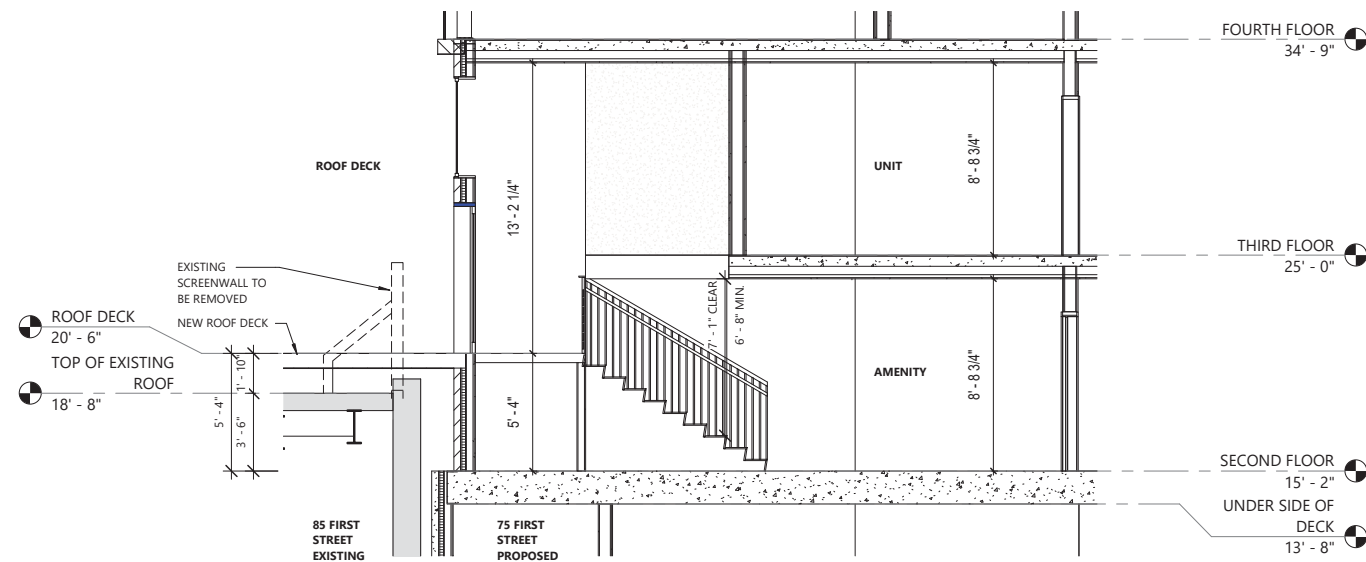 FOURTH FLOOR
34' - 9"
ROOF DECK
UNIT
8' - 8 3/4"
13' - 2 1/4"
THIRD FLOOR
25' - 0"
EXISTING
SCREENWALL TO
BE REMOVED
NEW ROOF DECK
ROOF DECK
20' - 6"
TOP OF EXISTING
ROOF
18' - 8"
1' - 10"
5' - 4"
3' - 6"
5' - 4"
7' - 1" CLEAR
6' - 8" MIN.
AMENITY
8' - 8 3/4"
SECOND FLOOR
15' - 2"
UNDER SIDE OF
DECK
13' - 8"
85 FIRST
STREET
EXISTING
75 FIRST
STREET
PROPOSED